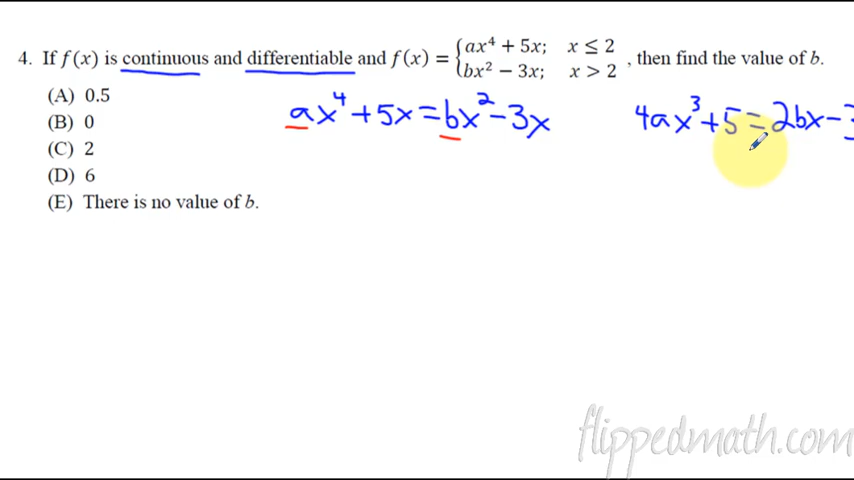 4. If f(x) is continuous and differentiable and f(x) = {ax⁴ + 5x; x ≤ 2
bx² − 3x; x > 2 , then find the value of b.
(A) 0.5
(B) 0
(C) 2
(D) 6
(E) There is no value of b.
ax⁴ + 5x = bx² − 3x
4ax³ + 5 = 2bx − 3
flippedmath.com